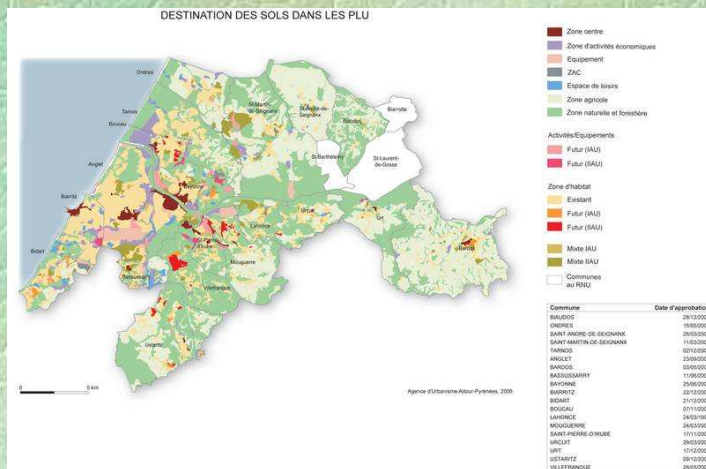 DESTINATION DES SOLS DANS LES PLU
Ondres
Tarnos
Boucau
Anglet
Biarritz
Bidart
St-Martin-
de-Seignanx
St-André-de-
Seignanx
Biaudos
Biarrotte
St-Barthélemy
St-Laurent-
de-Gosse
Bayonne
St-Pierre-
d'Irube
Lahonce
Urcuit
Urt
Bardos
Mouguerre
Bassussarry
Villefranque
Ustaritz
0 5 km
Agence d'Urbanisme Adour-Pyrénées, 2006
Zone centre
Zone d'activités économiques
Equipement
ZAC
Espace de loisirs
Zone agricole
Zone naturelle et forestière
Activités/Equipements
Futur (IAU)
Futur (IIAU)
Zone d'habitat
Existant
Futur (IAU)
Futur (IIAU)
Mixte IAU
Mixte IIAU
Communes
au RNU
Commune Date d'approbation
BIAUDOS
ONDRES
SAINT-ANDRE-DE-SEIGNANX
SAINT-MARTIN-DE-SEIGNANX
TARNOS
ANGLET
BARDOS
BASSUSSARRY
BAYONNE
BIARRITZ
BIDART
BOUCAU
LAHONCE
MOUGUERRE
SAINT-PIERRE-D'IRUBE
URCUIT
URT
USTARITZ
VILLEFRANQUE